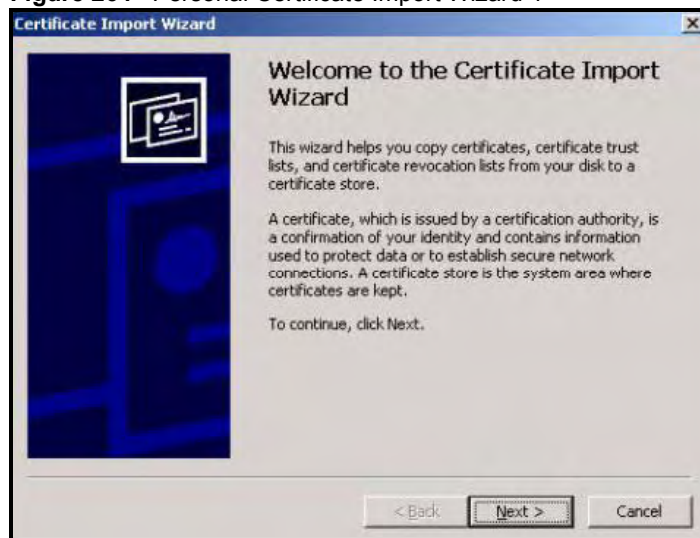 Certificate Import Wizard
Welcome to the Certificate Import
Wizard
This wizard helps you copy certificates, certificate trust
lists, and certificate revocation lists from your disk to a
certificate store.
A certificate, which is issued by a certification authority, is
a confirmation of your identity and contains information
used to protect data or to establish secure network
connections. A certificate store is the system area where
certificates are kept.
To continue, click Next.
< Back
Next >
Cancel